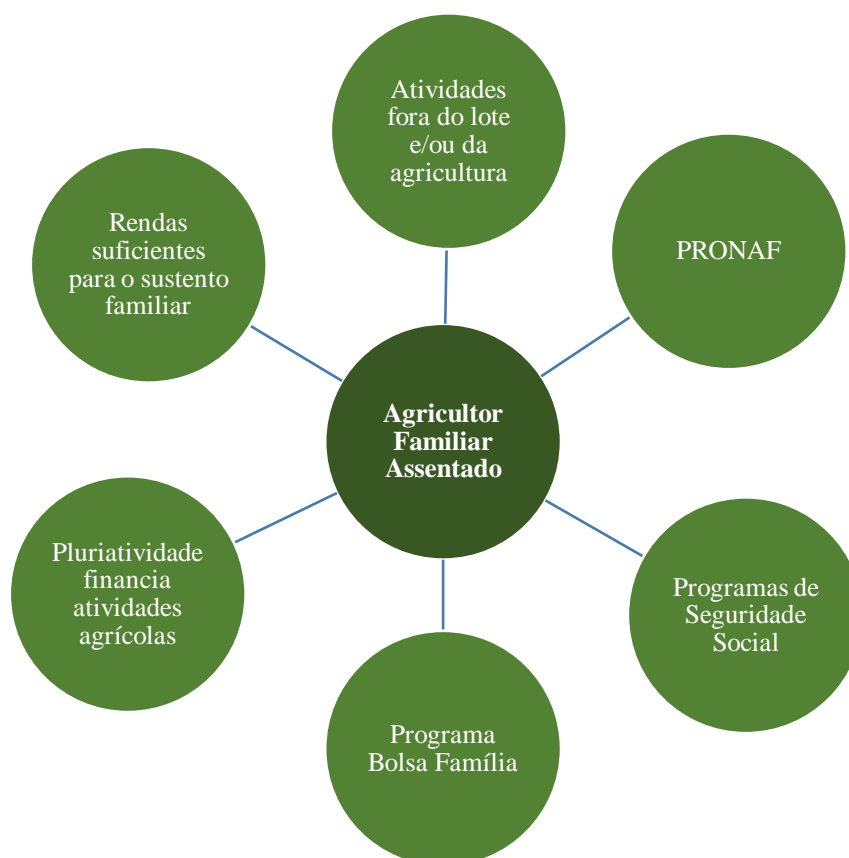 Atividades
fora do lote
e/ou da
agricultura
PRONAF
Rendas
suficientes
para o sustento
familiar
Agricultor
Familiar
Assentado
Pluriatividade
financia
atividades
agrícolas
Programas de
Seguridade
Social
Programa
Bolsa Família